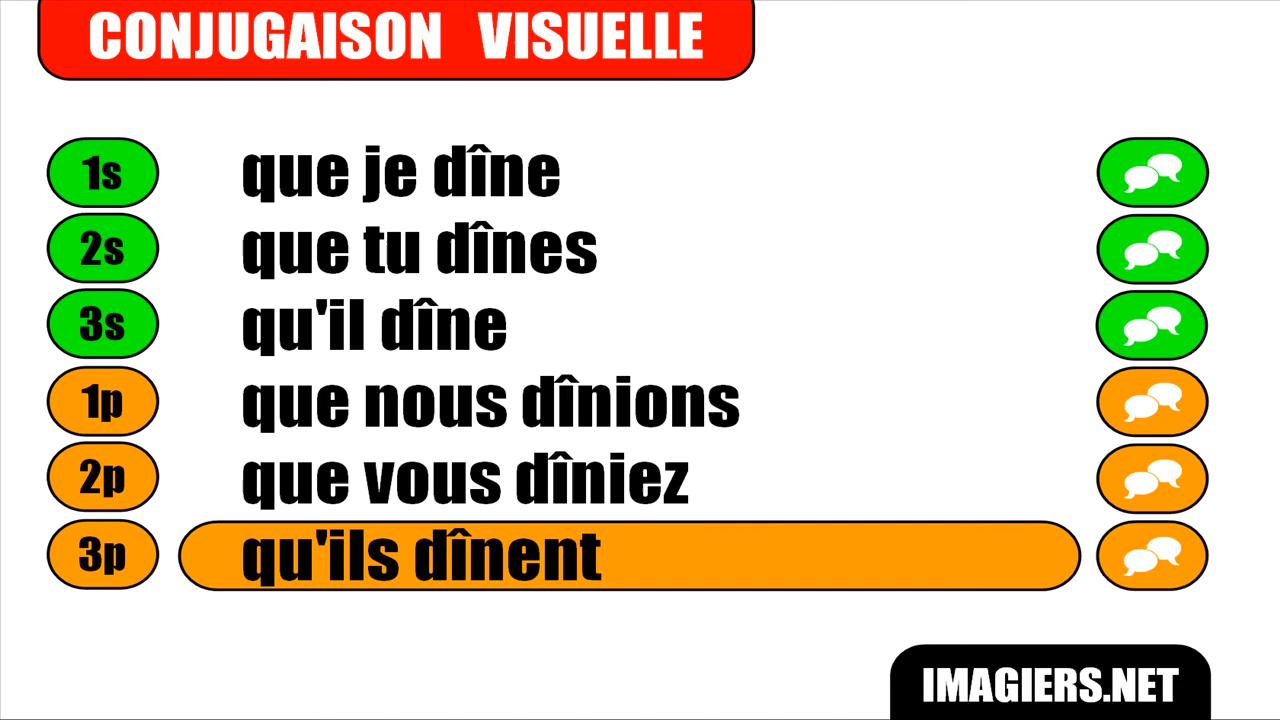 CONJUGAISON VISUELLE
1s que je dîne
2s que tu dînes
3s qu'il dîne
1p que nous dînions
2p que vous dîniez
3p qu'ils dînent
IMAGIERS.NET